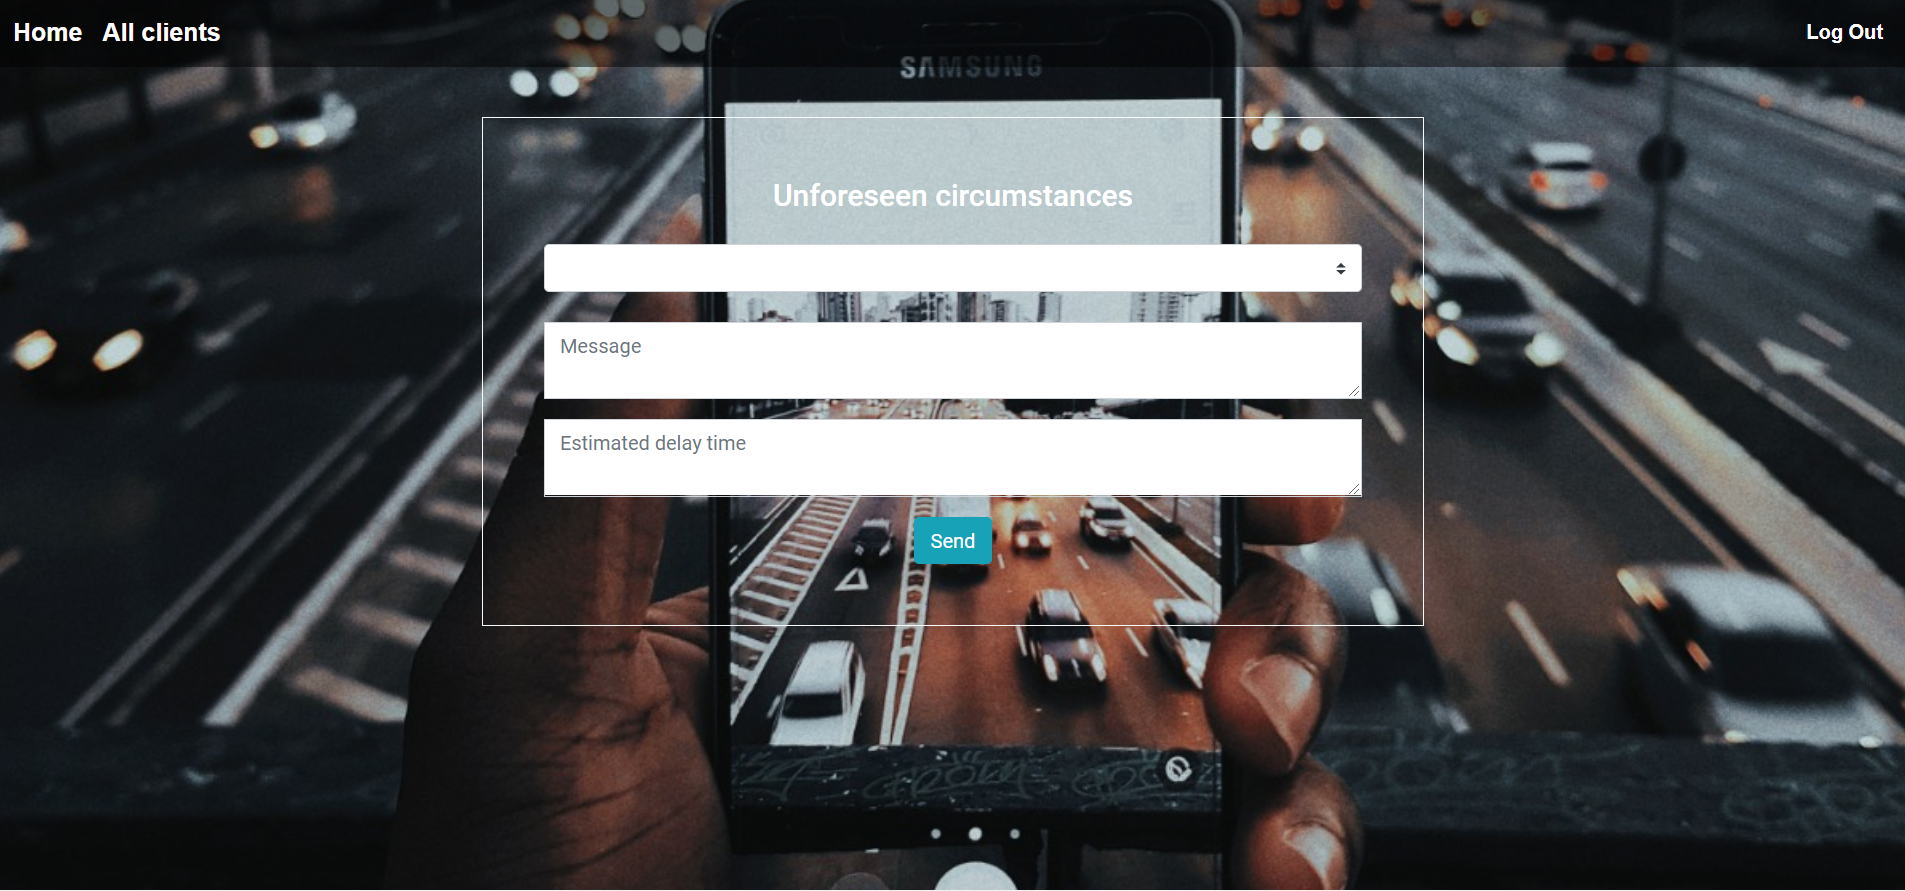 Home All clients Log Out
SAMSUNG
Unforeseen circumstances
Message
Estimated delay time
Send